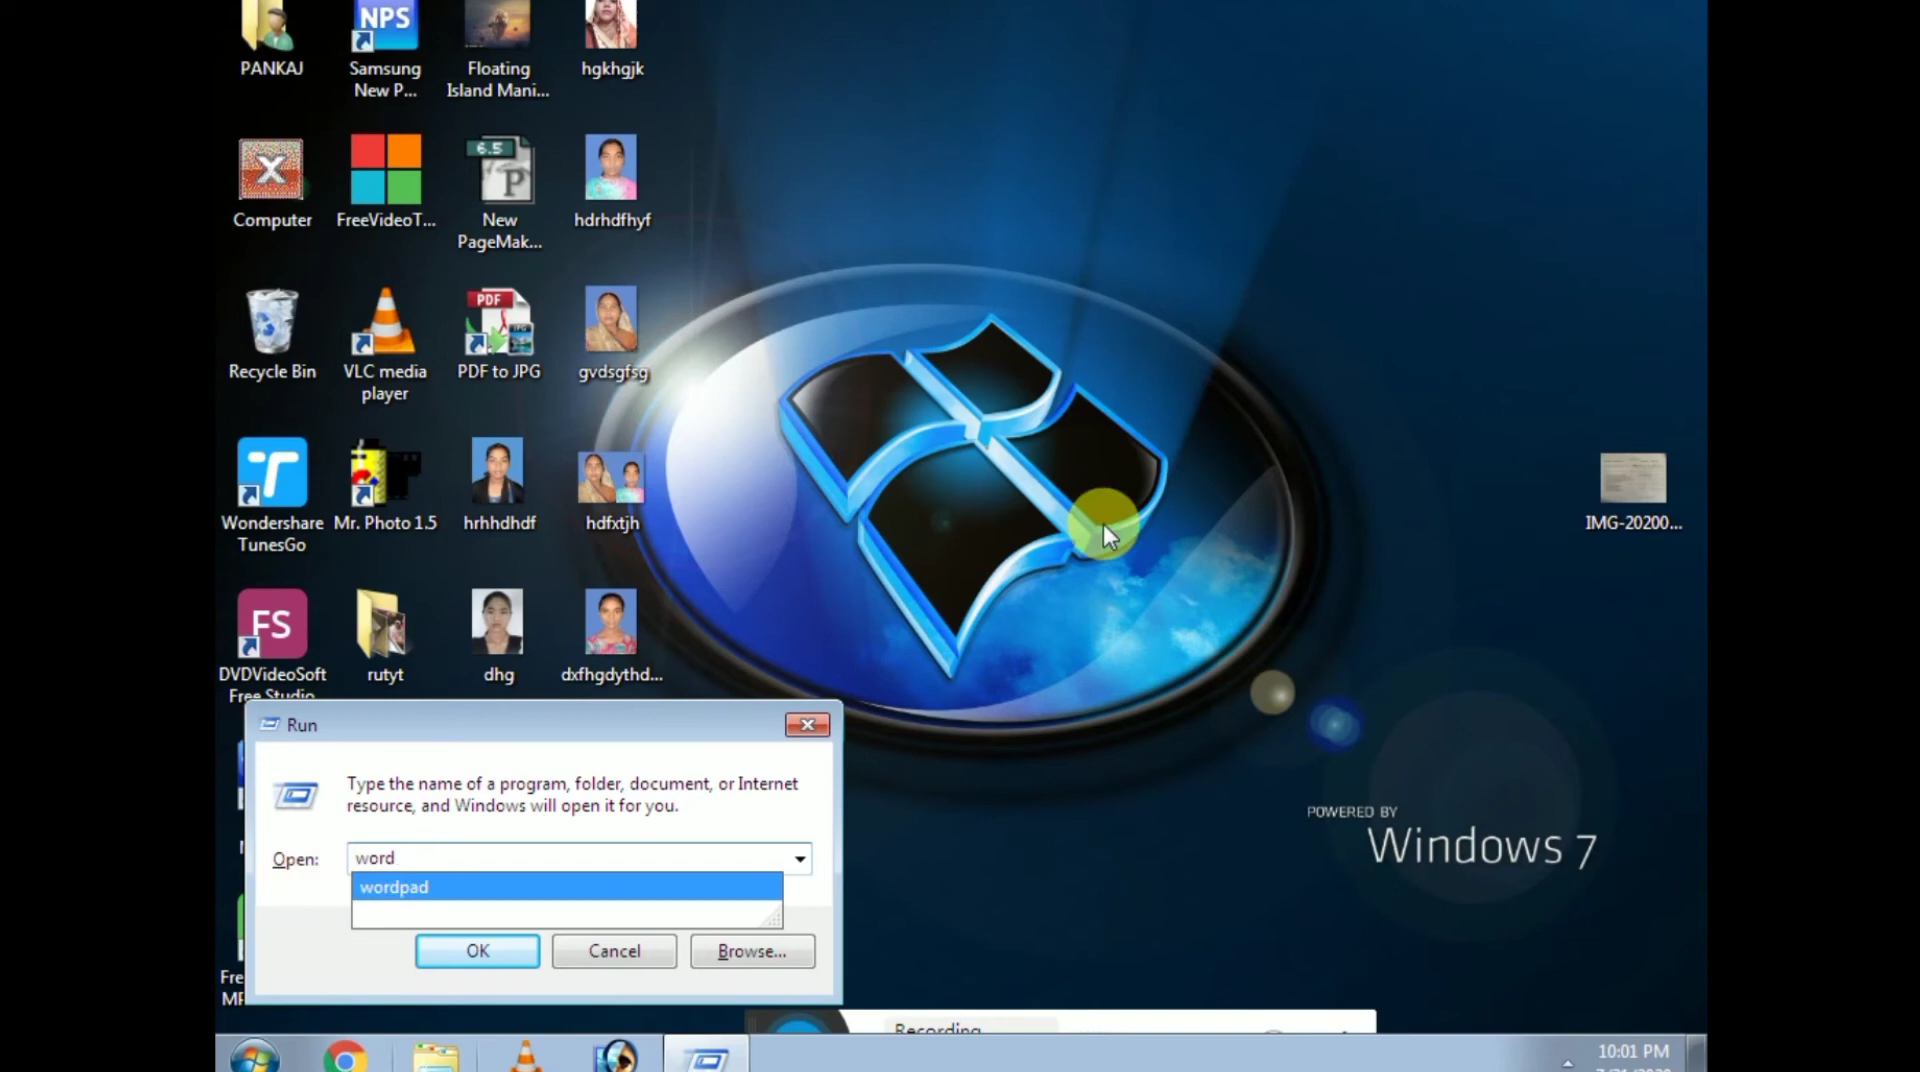 PANKAJ
NPS
Samsung
New P...
Floating
Island Mani...
hgkhgjk
Computer
FreeVideoT...
6.5
P
New
PageMak...
hdrhdfhyf
Recycle Bin
VLC media
player
PDF
JPG
PDF to JPG
gvdsgfsg
Wondershare
TunesGo
Mr. Photo 1.5
hrhhdhdf
hdfxtjh
IMG-20200...
FS
DVDVideoSoft
Free Studio
rutyt
dhg
dxfhgdythd...
Run
Type the name of a program, folder, document, or Internet
resource, and Windows will open it for you.
Open:
word
wordpad
OK
Cancel
Browse...
POWERED BY
Windows 7
Fre
MP
Recording
10:01 PM